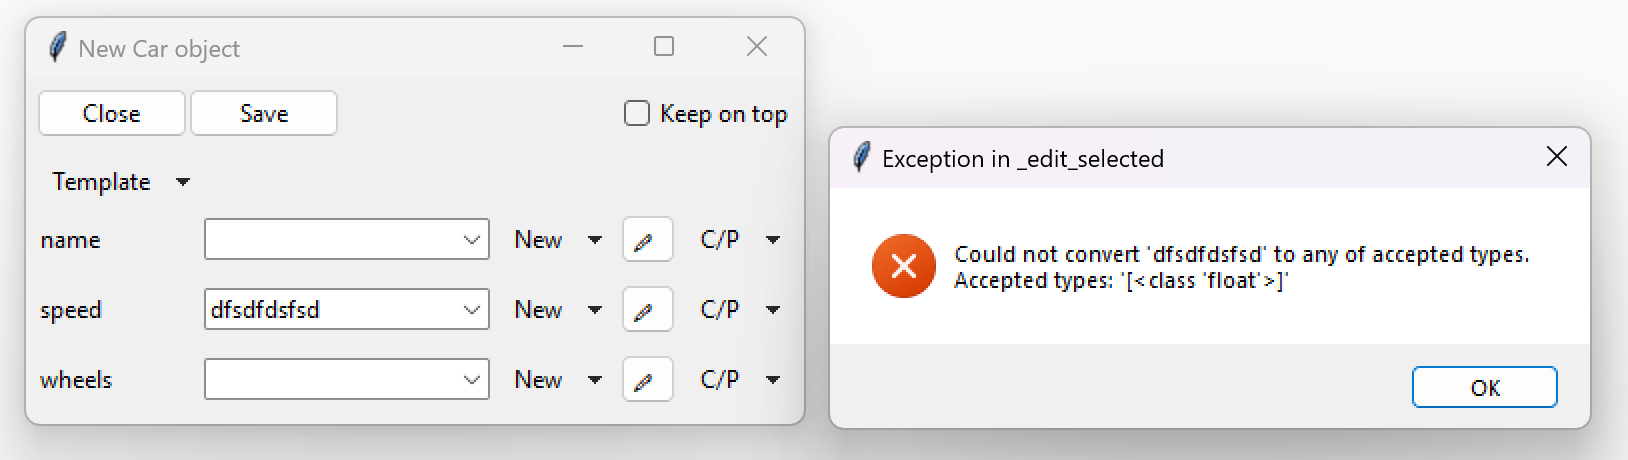 New Car object
Close Save Keep on top
Template
name New C/P
speed dfsdfdsfsd New C/P
wheels New C/P
Exception in _edit_selected
Could not convert 'dfsdfdsfsd' to any of accepted types.
Accepted types: '[<class 'float'>]'
OK